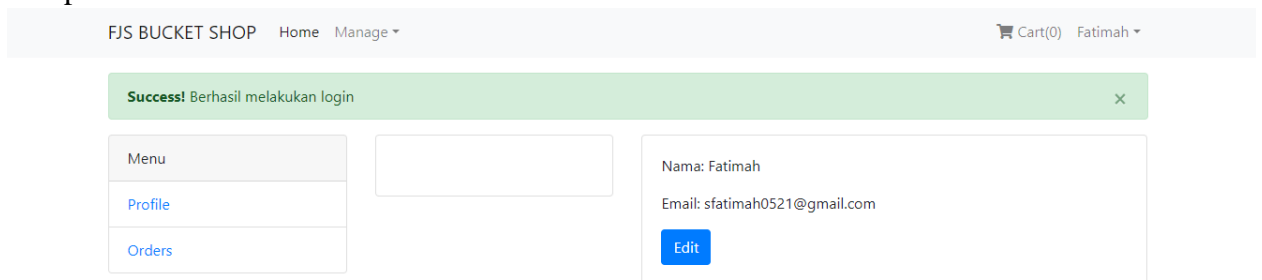 FJS BUCKET SHOP Home Manage Cart(0) Fatimah
Success! Berhasil melakukan login ×
Menu
Profile
Orders
Nama: Fatimah
Email: sfatimah0521@gmail.com
Edit